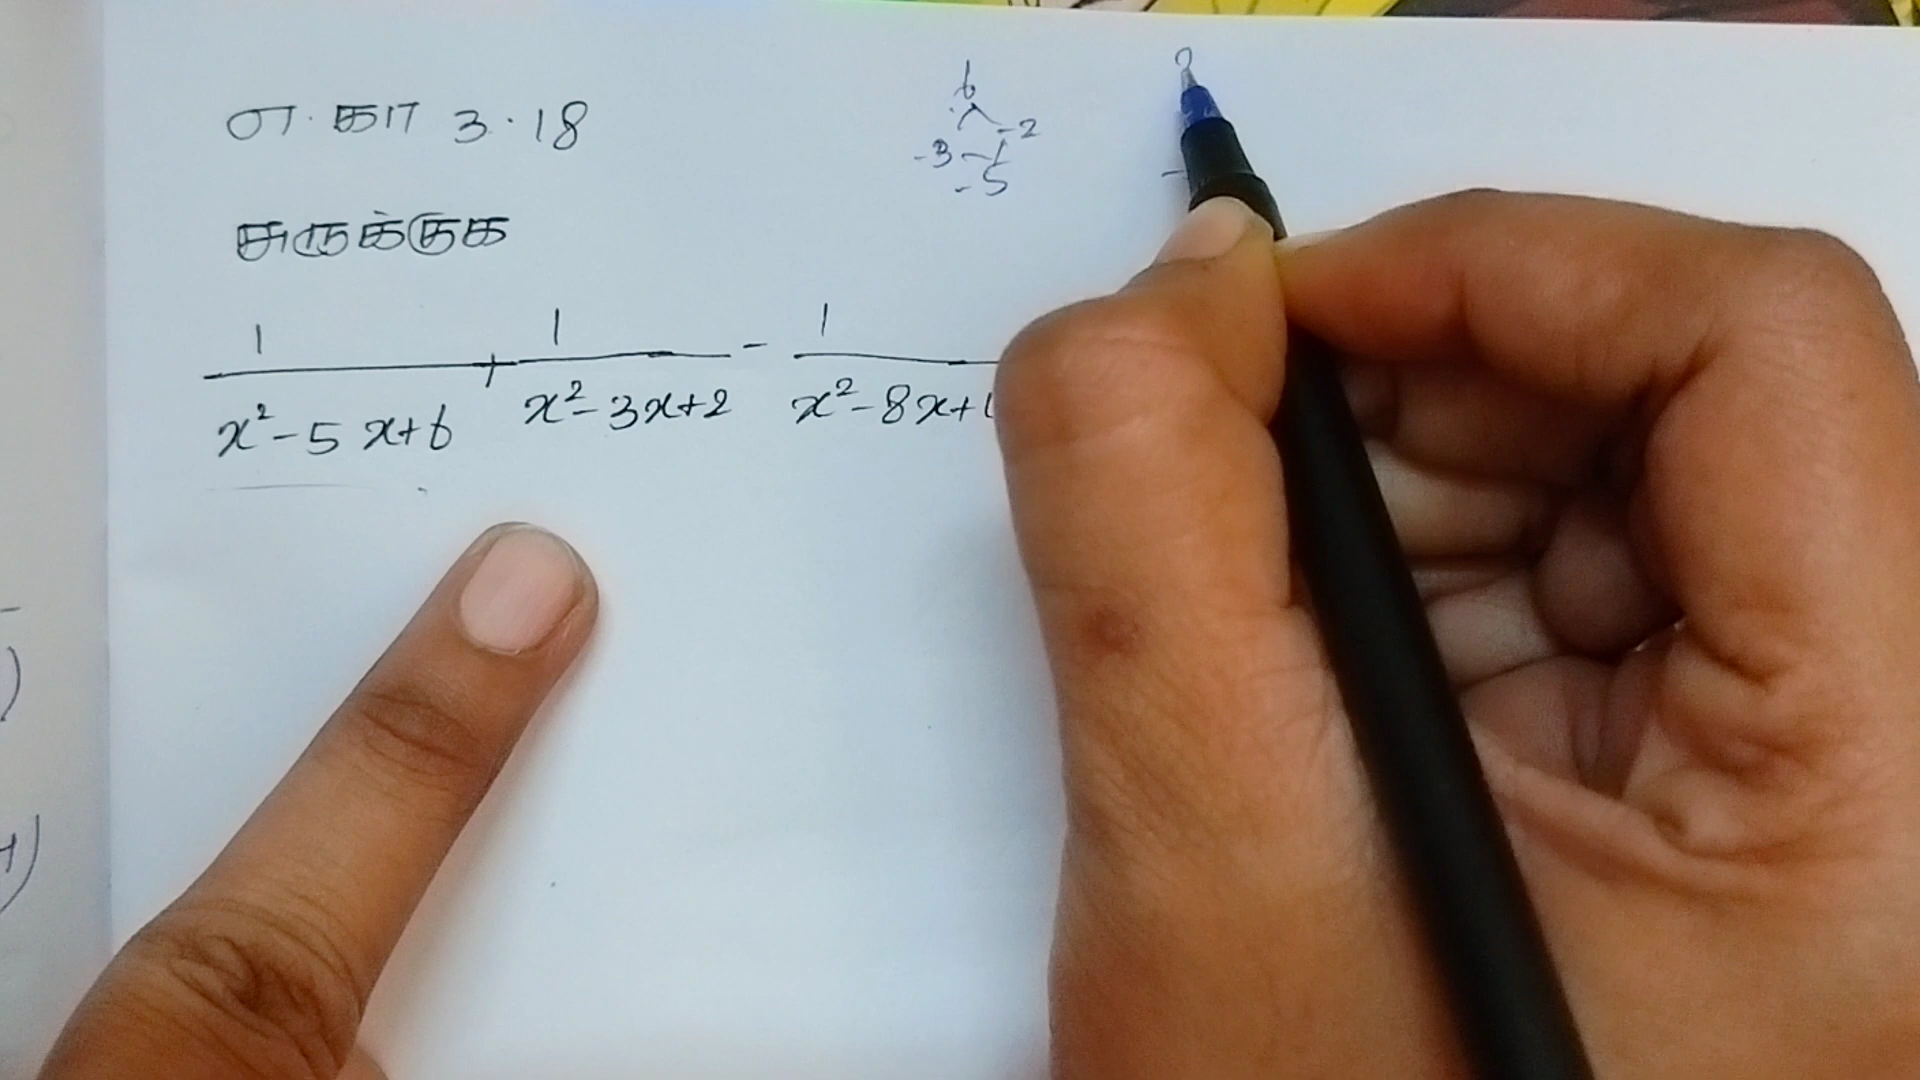 எ.கா 3.18
சுருக்குக
1/(x²-5x+6) + 1/(x²-3x+2) - 1/(x²-8x+
6
-3 -2
-5